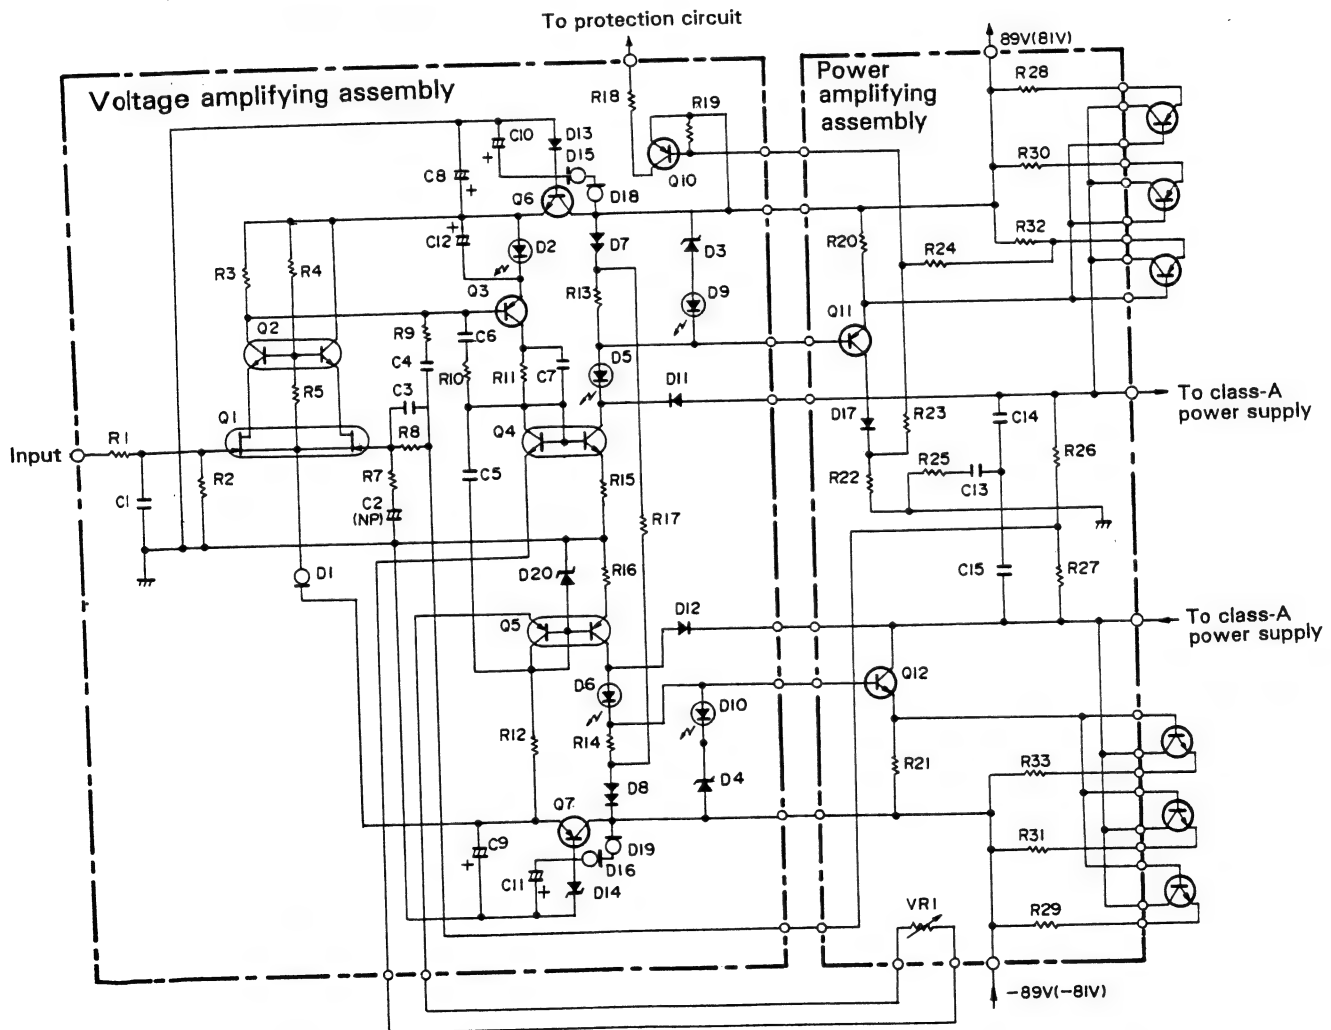 To protection circuit
89V(81V)
Voltage amplifying assembly
Power
amplifying
assembly
R28
R18
R19
C10
D13
D15
C8
Q10
R30
Q6
D18
C12
D2
D7
D3
R20
R32
R3
R4
R24
R13
Q3
D9
Q11
Q2
R9
C6
D5
C4
R10
R11
C7
R5
C3
D11
To class-A
power supply
D17
R23
C14
Q1
R8
Q4
R1
Input
R26
R2
R7
C5
R15
R25
R22
C13
C1
C2
(NP)
R17
D1
D20
R16
C15
R27
D12
Q5
To class-A
power supply
Q12
D6
D10
R12
R14
R21
R33
D4
D8
Q7
C9
D19
R31
D16
C11
D14
VR1
R29
-89V(-81V)
+
+
+
+
+